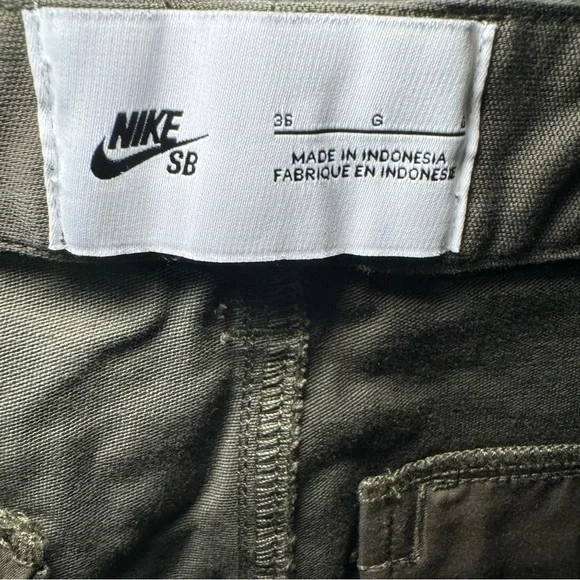 NIKE
SB
36 G
MADE IN INDONESIA
FABRIQUE EN INDONESIE